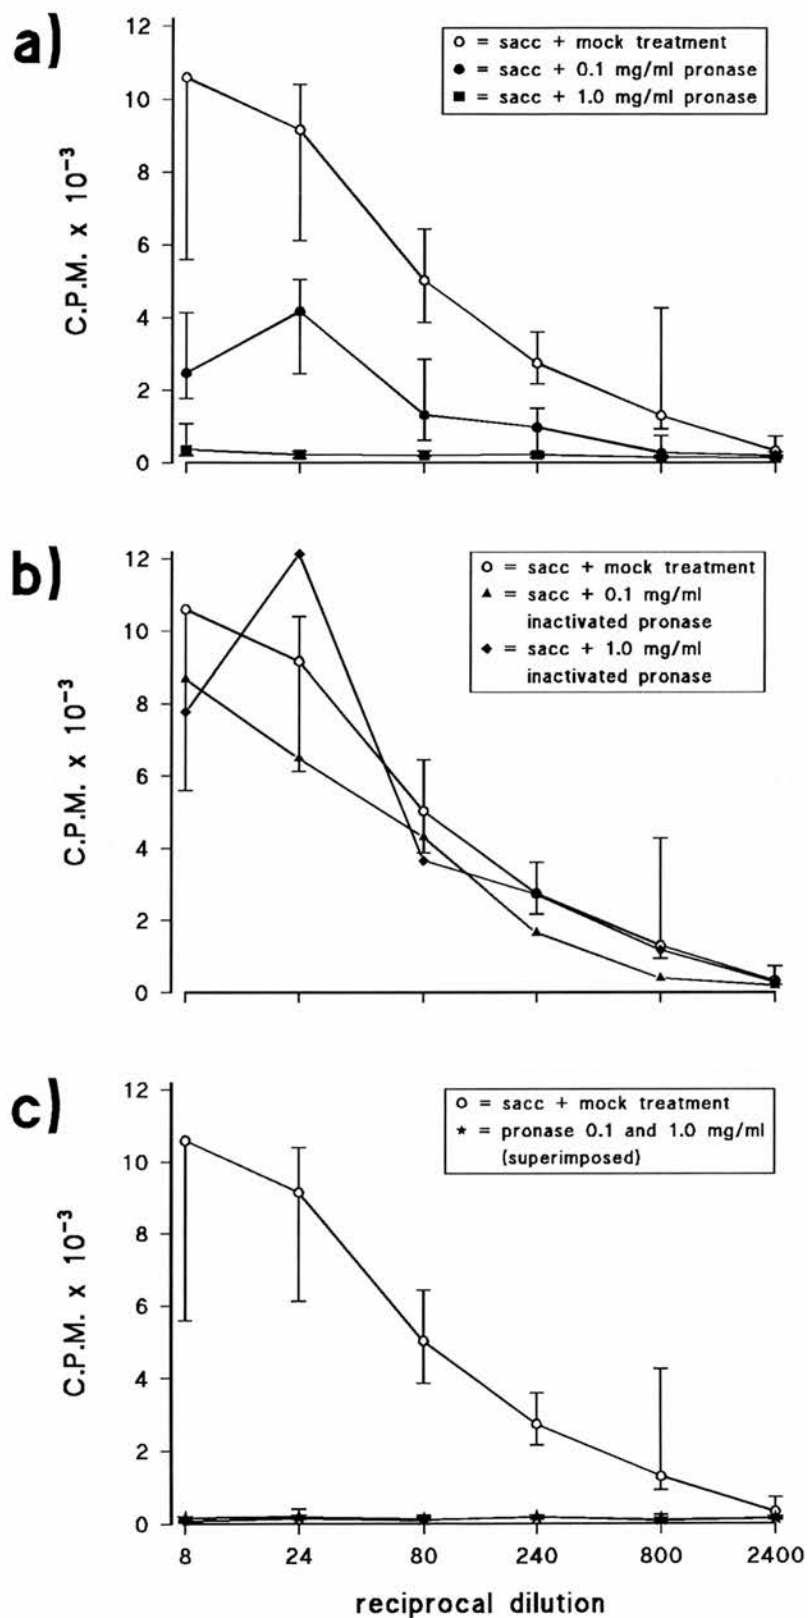 a)
12
10
8
6
4
2
0
C.P.M. x 10⁻³
○ = sacc + mock treatment
● = sacc + 0.1 mg/ml pronase
■ = sacc + 1.0 mg/ml pronase
b)
12
10
8
6
4
2
0
C.P.M. x 10⁻³
○ = sacc + mock treatment
▲ = sacc + 0.1 mg/ml
inactivated pronase
◆ = sacc + 1.0 mg/ml
inactivated pronase
c)
12
10
8
6
4
2
0
C.P.M. x 10⁻³
○ = sacc + mock treatment
★ = pronase 0.1 and 1.0 mg/ml
(superimposed)
8 24 80 240 800 2400
reciprocal dilution